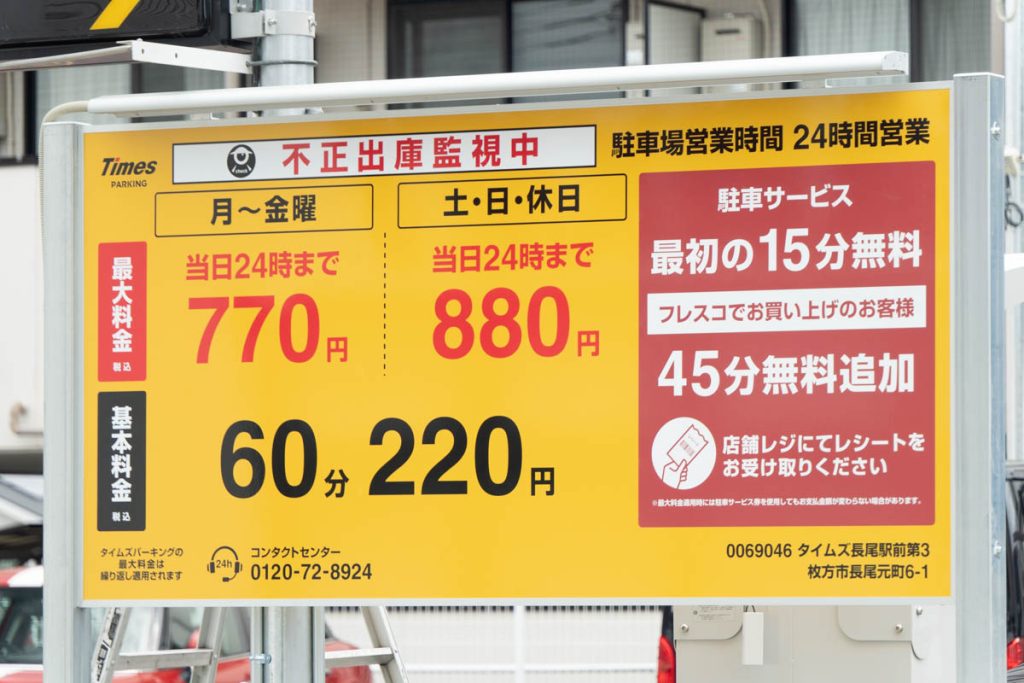 Times
PARKING
check!
不正出庫監視中
駐車場営業時間 24時間営業
月〜金曜
土・日・休日
最大料金
税込
当日24時まで
770円
当日24時まで
880円
基本料金
税込
60分 220円
駐車サービス
最初の15分無料
フレスコでお買い上げのお客様
45分無料追加
店舗レジにてレシートを
お受け取りください
※最大料金適用時には駐車サービス券を使用してもお支払金額が変わらない場合があります。
タイムズパーキングの
最大料金は
繰り返し適用されます
24h
コンタクトセンター
0120-72-8924
0069046 タイムズ長尾駅前第3
枚方市長尾元町6-1